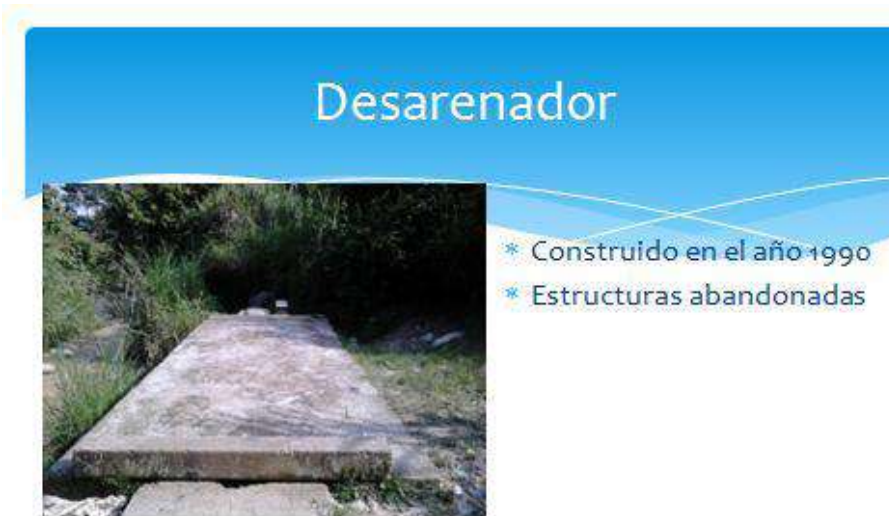 Desarenador
* Construido en el año 1990
* Estructuras abandonadas